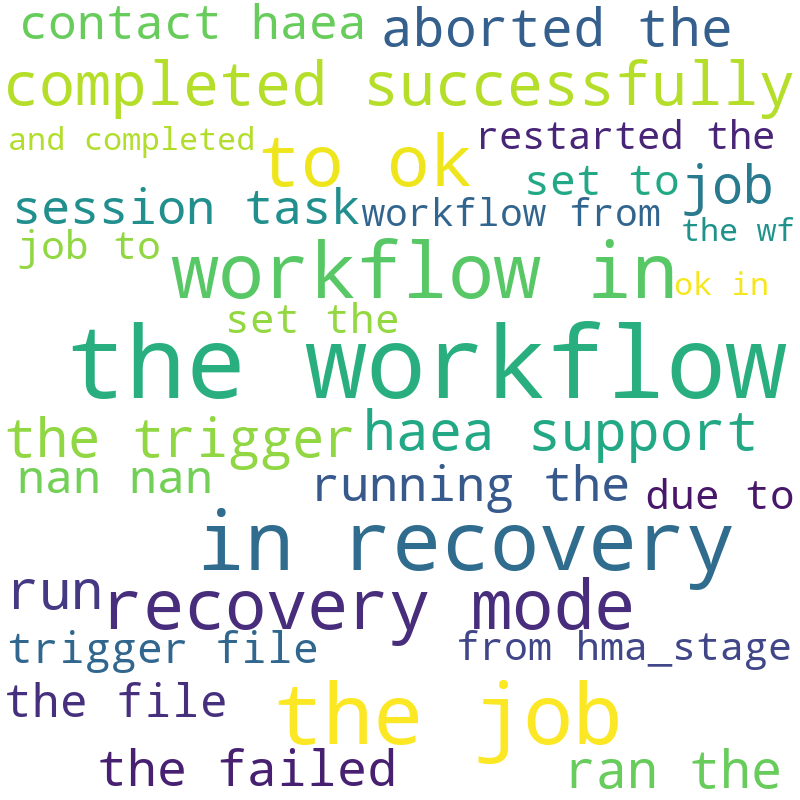 contact haea
aborted the
completed successfully
and completed
to ok
restarted the
set to
job
session task
workflow from
the wf
job to
workflow in
ok in
set the
the workflow
the trigger
haea support
nan nan
running the
due to
in recovery
run
recovery mode
trigger file
from hma_stage
the file
the job
the failed
ran the